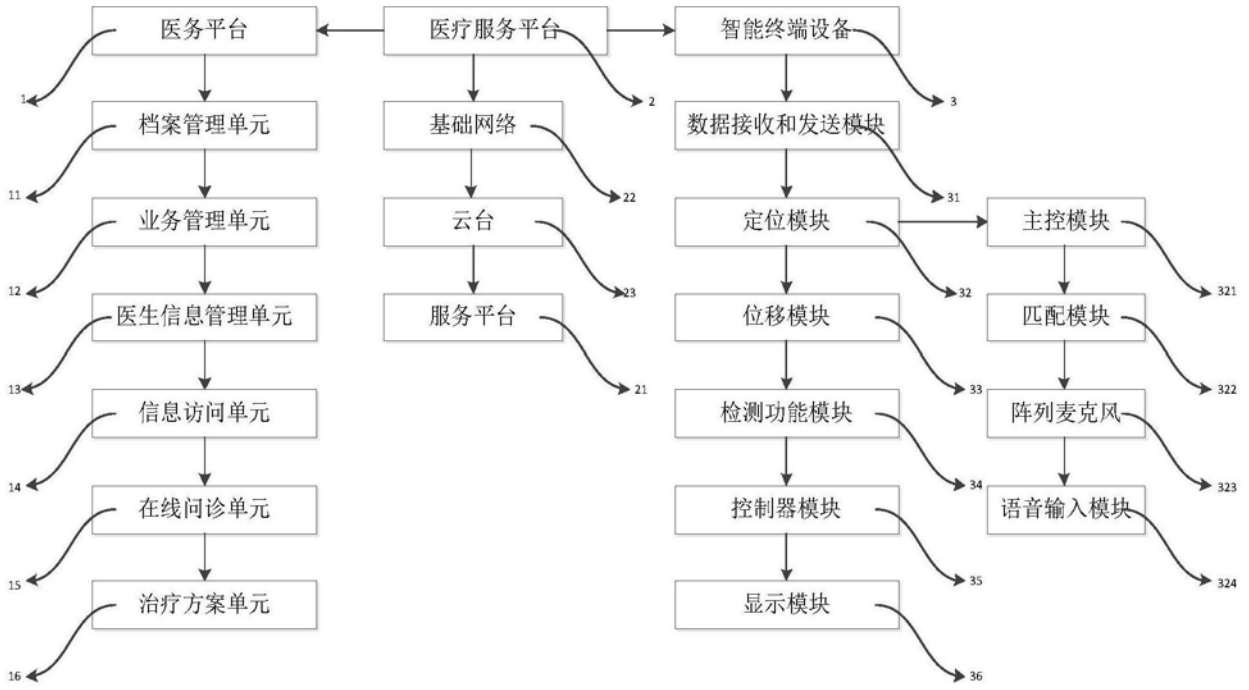 医务平台
医疗服务平台
智能终端设备
1
2
3
档案管理单元
基础网络
数据接收和发送模块
11
22
31
业务管理单元
云台
定位模块
主控模块
12
23
32
321
医生信息管理单元
服务平台
位移模块
匹配模块
13
21
33
322
信息访问单元
检测功能模块
阵列麦克风
14
34
323
在线问诊单元
控制器模块
语音输入模块
15
35
324
治疗方案单元
显示模块
16
36